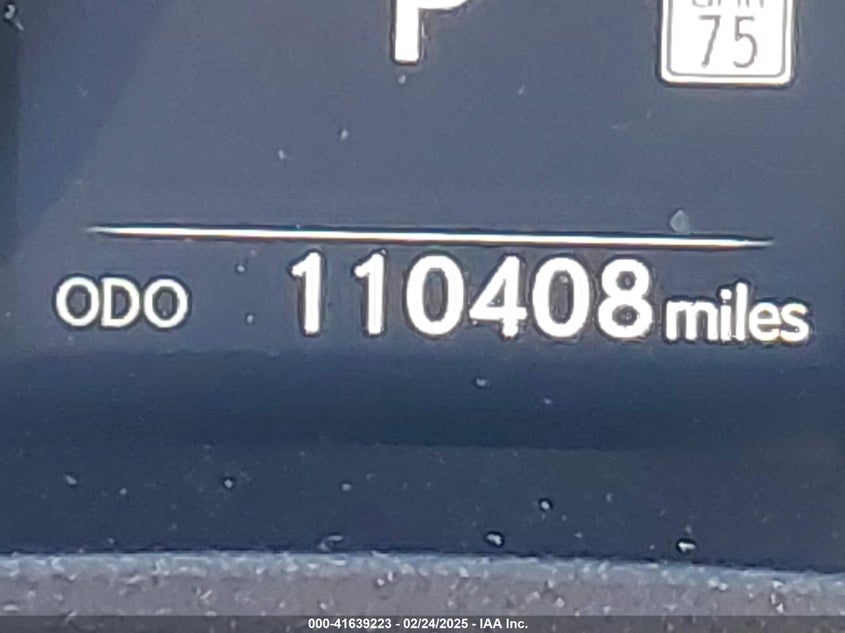 P
75
ODO 110408 miles
000-41639223 - 02/24/2025 - IAA Inc.